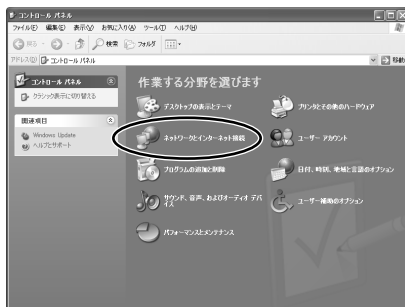 コントロール パネル
ファイル(F) 編集(E) 表示(V) お気に入り(A) ツール(T) ヘルプ(H)
戻る 検索 フォルダ
アドレス(D) コントロール パネル 移動
コントロール パネル
クラシック表示に切り替える
関連項目
Windows Update
ヘルプとサポート
作業する分野を選びます
デスクトップの表示とテーマ
プリンタとその他のハードウェア
ネットワークとインターネット接続
ユーザー アカウント
プログラムの追加と削除
日付、時刻、地域と言語のオプション
サウンド、音声、およびオーディオ デバ
イス
ユーザー補助のオプション
パフォーマンスとメンテナンス